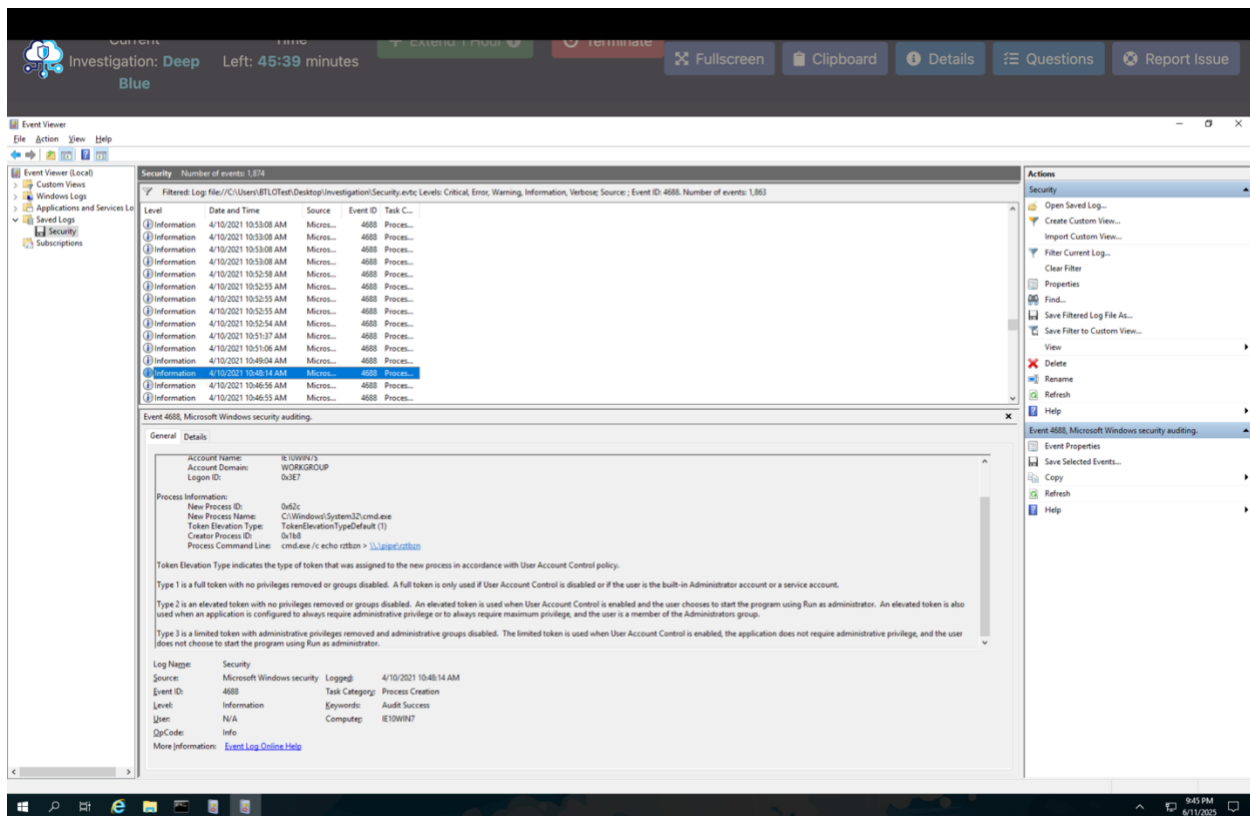 Current
Investigation: Deep
Blue
Time
Left: 45:39 minutes
+ Extend 1 Hour
Terminate
Fullscreen
Clipboard
Details
Questions
Report Issue
Event Viewer
File Action View Help
Event Viewer (Local)
Custom Views
Windows Logs
Applications and Services Lo
Saved Logs
Security
Subscriptions
Security Number of events: 1,874
Filtered: Log: file://C:\Users\BTLOTest\Desktop\Investigation\Security.evtx; Levels: Critical, Error, Warning, Information, Verbose; Source: ; Event ID: 4688. Number of events: 1,863
Level Date and Time Source Event ID Task C...
Information 4/10/2021 10:53:08 AM Micros... 4688 Proces...
Information 4/10/2021 10:53:08 AM Micros... 4688 Proces...
Information 4/10/2021 10:53:08 AM Micros... 4688 Proces...
Information 4/10/2021 10:53:08 AM Micros... 4688 Proces...
Information 4/10/2021 10:52:58 AM Micros... 4688 Proces...
Information 4/10/2021 10:52:55 AM Micros... 4688 Proces...
Information 4/10/2021 10:52:55 AM Micros... 4688 Proces...
Information 4/10/2021 10:52:55 AM Micros... 4688 Proces...
Information 4/10/2021 10:52:54 AM Micros... 4688 Proces...
Information 4/10/2021 10:51:37 AM Micros... 4688 Proces...
Information 4/10/2021 10:51:06 AM Micros... 4688 Proces...
Information 4/10/2021 10:49:04 AM Micros... 4688 Proces...
Information 4/10/2021 10:48:14 AM Micros... 4688 Proces...
Information 4/10/2021 10:46:56 AM Micros... 4688 Proces...
Information 4/10/2021 10:46:55 AM Micros... 4688 Proces...
Event 4688, Microsoft Windows security auditing.
General Details
Account Name: IE10WIN7$
Account Domain: WORKGROUP
Logon ID: 0x3E7
Process Information:
New Process ID: 0x62c
New Process Name: C:\Windows\System32\cmd.exe
Token Elevation Type: TokenElevationTypeDefault (1)
Creator Process ID: 0x1b8
Process Command Line: cmd.exe /c echo rztbzn > \\.\pipe\rztbzn
Token Elevation Type indicates the type of token that was assigned to the new process in accordance with User Account Control policy.
Type 1 is a full token with no privileges removed or groups disabled. A full token is only used if User Account Control is disabled or if the user is the built-in Administrator account or a service account.
Type 2 is an elevated token with no privileges removed or groups disabled. An elevated token is used when User Account Control is enabled and the user chooses to start the program using Run as administrator. An elevated token is also
used when an application is configured to always require administrative privilege or to always require maximum privilege, and the user is a member of the Administrators group.
Type 3 is a limited token with administrative privileges removed and administrative groups disabled. The limited token is used when User Account Control is enabled, the application does not require administrative privilege, and the user
does not choose to start the program using Run as administrator.
Log Name: Security
Source: Microsoft Windows security Logged: 4/10/2021 10:48:14 AM
Event ID: 4688 Task Category: Process Creation
Level: Information Keywords: Audit Success
User: N/A Computer: IE10WIN7
OpCode: Info
More Information: Event Log Online Help
Actions
Security
Open Saved Log...
Create Custom View...
Import Custom View...
Filter Current Log...
Clear Filter
Properties
Find...
Save Filtered Log File As...
Save Filter to Custom View...
View
Delete
Rename
Refresh
Help
Event 4688, Microsoft Windows security auditing.
Event Properties
Save Selected Events...
Copy
Refresh
Help
9:45 PM
6/11/2025